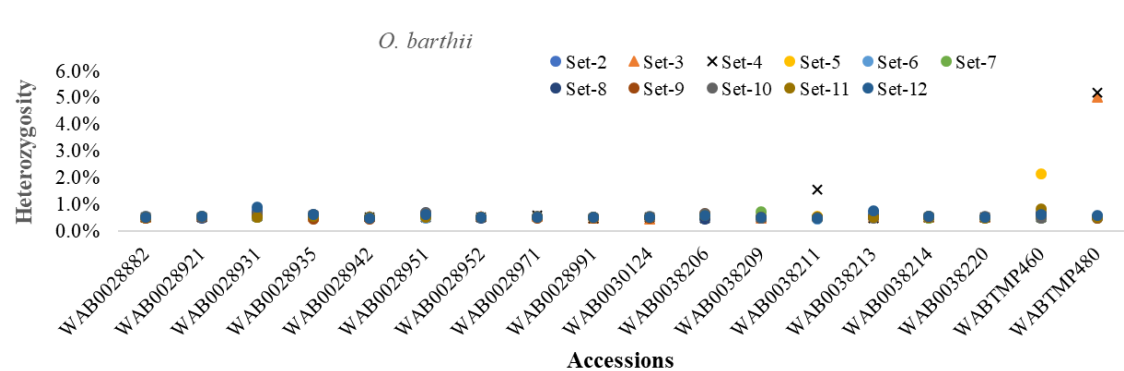 O. barthii
Set-2 Set-3 Set-4 Set-5 Set-6 Set-7
Set-8 Set-9 Set-10 Set-11 Set-12
Heterozygosity
6.0%
5.0%
4.0%
3.0%
2.0%
1.0%
0.0%
WAB0028882
WAB0028921
WAB0028931
WAB0028935
WAB0028942
WAB0028951
WAB0028952
WAB0028971
WAB0028991
WAB0030124
WAB0038206
WAB0038209
WAB0038211
WAB0038213
WAB0038214
WAB0038220
WABTMP460
WABTMP480
Accessions